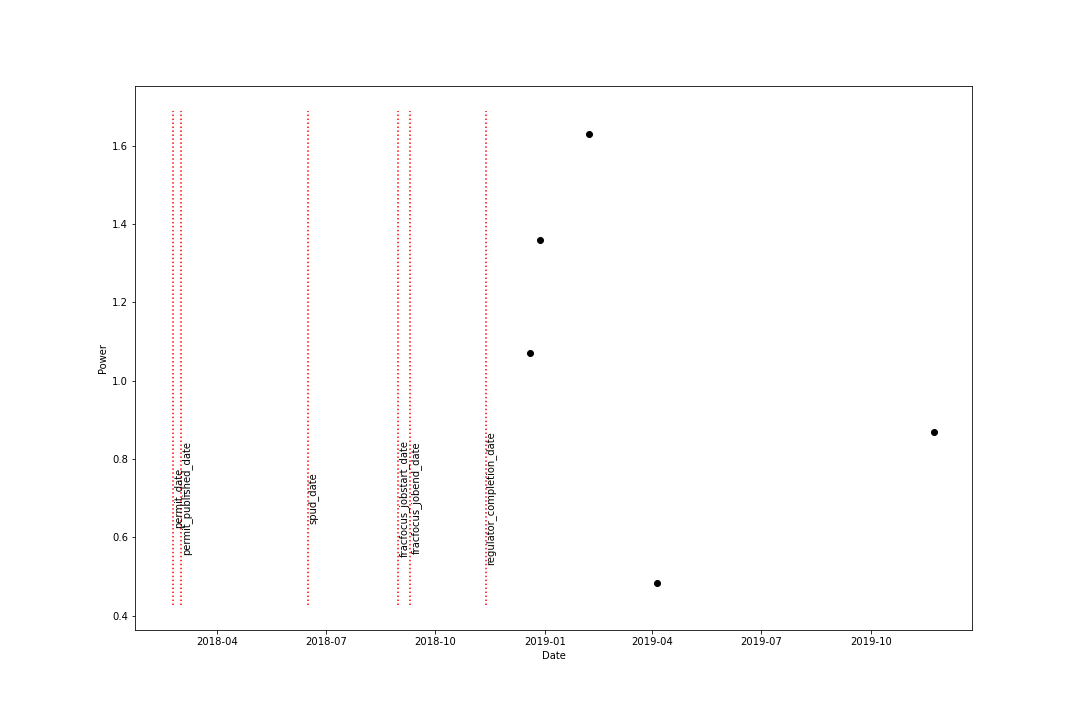 1.6
1.4
1.2
1.0
0.8
0.6
0.4
Power
permit_date
permit_published_date
spud_date
fracfocus_jobstart_date
fracfocus_jobend_date
regulator_completion_date
2018-04
2018-07
2018-10
2019-01
2019-04
2019-07
2019-10
Date